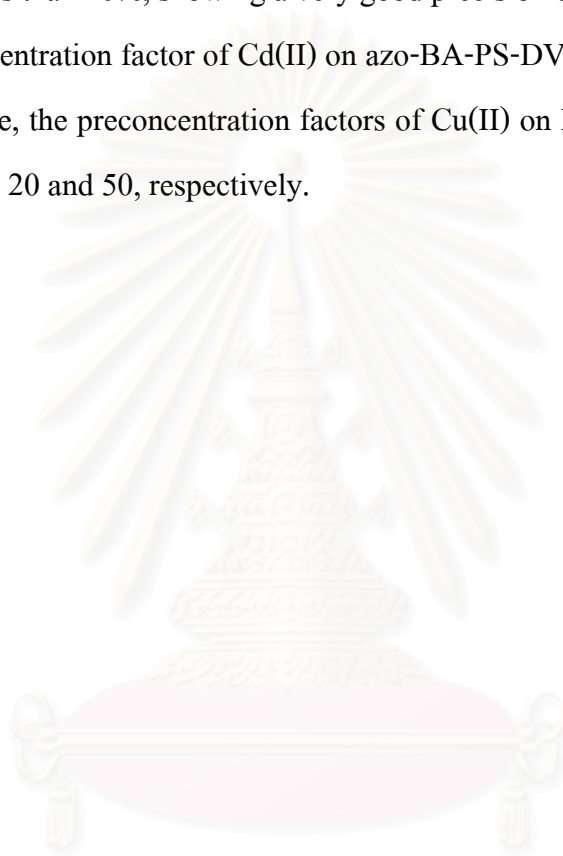 entration factor of Cd(II) on azo-BA-PS-DV
e, the preconcentration factors of Cu(II) on
20 and 50, respectively.